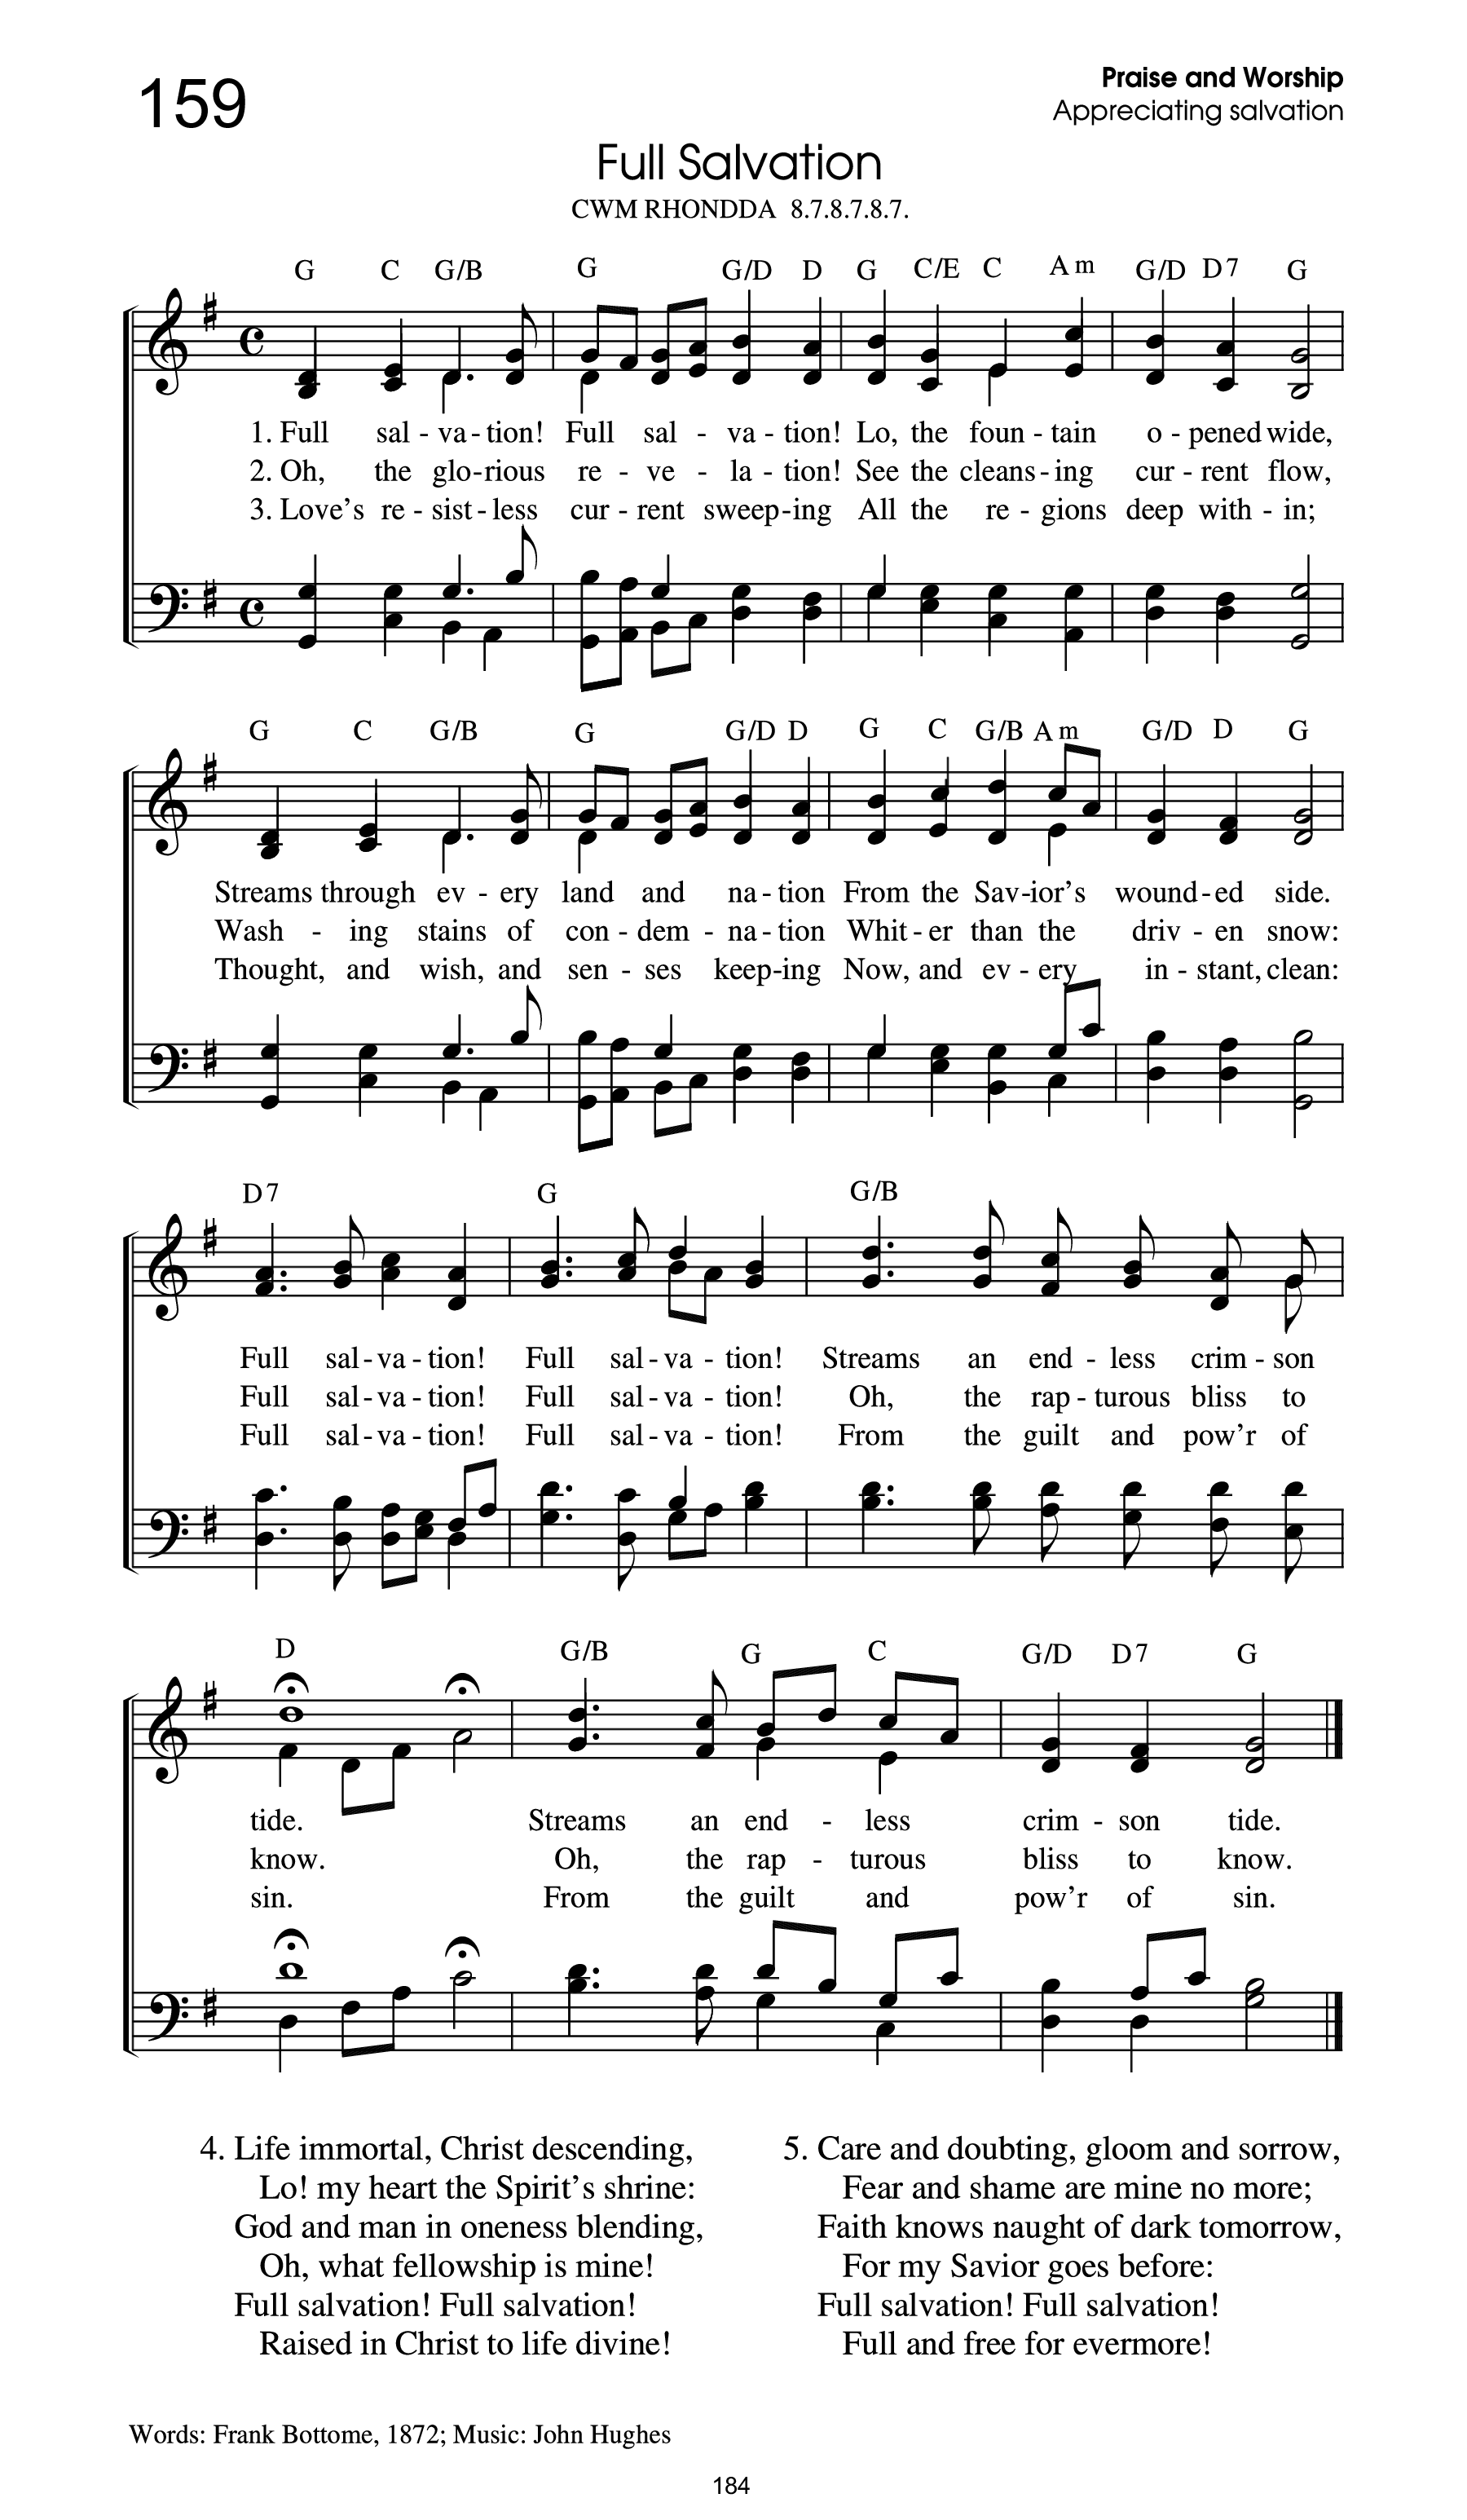 159
Praise and Worship
Appreciating salvation
Full Salvation
CWM RHONDDA 8.7.8.7.8.7.
G C G/B G G/D D G C/E C Am G/D D7 G
1. Full sal - va - tion! Full sal - va - tion! Lo, the foun - tain o - pened wide,
2. Oh, the glo - rious re - ve - la - tion! See the cleans - ing cur - rent flow,
3. Love's re - sist - less cur - rent sweep - ing All the re - gions deep with - in;
G C G/B G G/D D G C G/B Am G/D D G
Streams through ev - ery land and na - tion From the Sav - ior's wound - ed side.
Wash - ing stains of con - dem - na - tion Whit - er than the driv - en snow:
Thought, and wish, and sen - ses keep - ing Now, and ev - ery in - stant, clean:
D7 G G/B
Full sal - va - tion! Full sal - va - tion! Streams an end - less crim - son
Full sal - va - tion! Full sal - va - tion! Oh, the rap - turous bliss to
Full sal - va - tion! Full sal - va - tion! From the guilt and pow'r of
D G/B G C G/D D7 G
tide. Streams an end - less crim - son tide.
know. Oh, the rap - turous bliss to know.
sin. From the guilt and pow'r of sin.
4. Life immortal, Christ descending,
Lo! my heart the Spirit's shrine:
God and man in oneness blending,
Oh, what fellowship is mine!
Full salvation! Full salvation!
Raised in Christ to life divine!
5. Care and doubting, gloom and sorrow,
Fear and shame are mine no more;
Faith knows naught of dark tomorrow,
For my Savior goes before:
Full salvation! Full salvation!
Full and free for evermore!
Words: Frank Bottome, 1872; Music: John Hughes
184